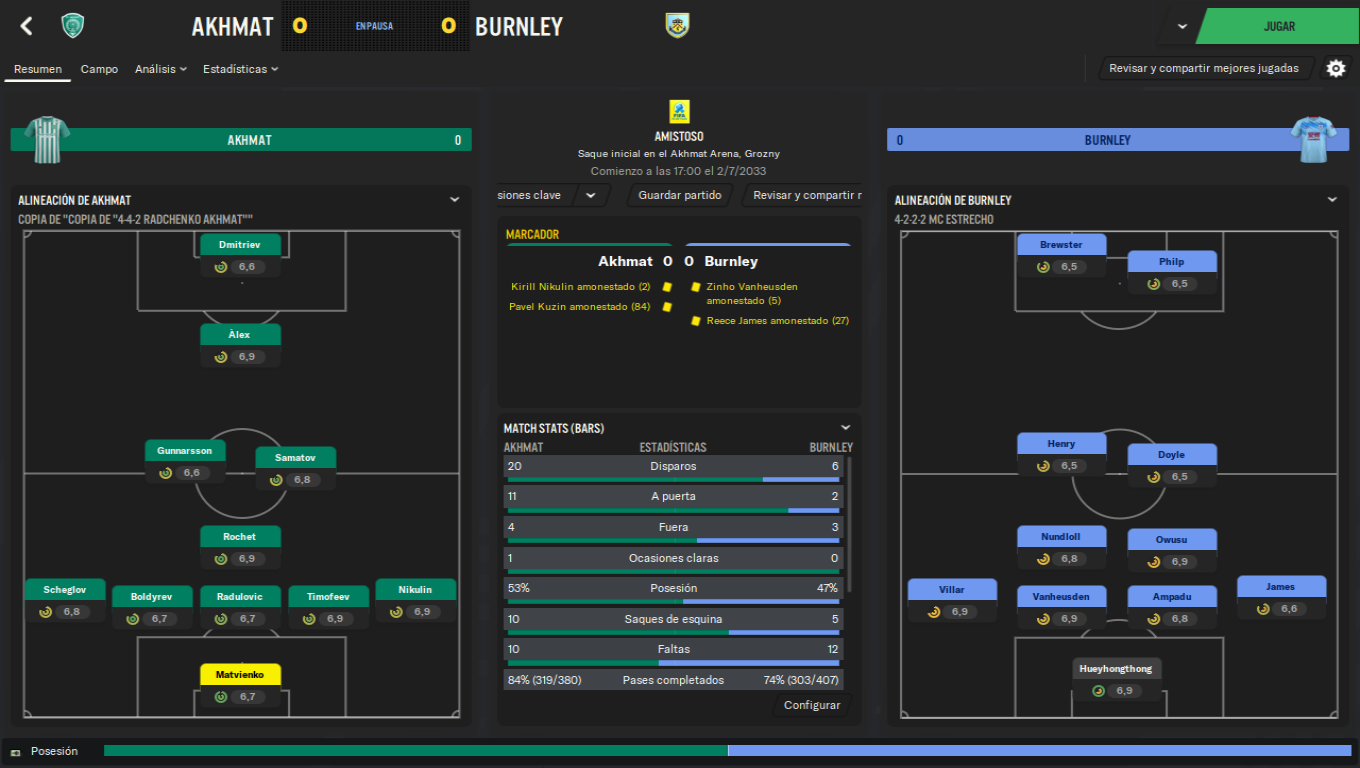 AKHMAT 0 EN PAUSA 0 BURNLEY
JUGAR
Resumen Campo Análisis Estadísticas
Revisar y compartir mejores jugadas
AKHMAT 0
FIFA
AMISTOSO
Saque inicial en el Akhmat Arena, Grozny
Comienzo a las 17:00 el 2/7/2033
siones clave Guardar partido Revisar y compartir r
0 BURNLEY
ALINEACIÓN DE AKHMAT
COPIA DE "COPIA DE "4-4-2 RADCHENKO AKHMAT""
Dmitriev
6,6
Àlex
6,9
Gunnarsson
6,6
Samatov
6,8
Rochet
6,9
Scheglov
6,8
Boldyrev
6,7
Radulovic
6,7
Timofeev
6,9
Nikulin
6,9
Matvienko
6,7
MARCADOR
Akhmat 0 0 Burnley
Kirill Nikulin amonestado (2)
Pavel Kuzin amonestado (84)
Zinho Vanheusden
amonestado (5)
Reece James amonestado (27)
MATCH STATS (BARS)
AKHMAT ESTADÍSTICAS BURNLEY
20 Disparos 6
11 A puerta 2
4 Fuera 3
1 Ocasiones claras 0
53% Posesión 47%
10 Saques de esquina 5
10 Faltas 12
84% (319/380) Pases completados 74% (303/407)
Configurar
ALINEACIÓN DE BURNLEY
4-2-2-2 MC ESTRECHO
Brewster
6,5
Philp
6,5
Henry
6,5
Doyle
6,5
Nundloll
6,8
Owusu
6,9
Villar
6,9
Vanheusden
6,9
Ampadu
6,8
James
6,6
Hueyhongthong
6,9
Posesión